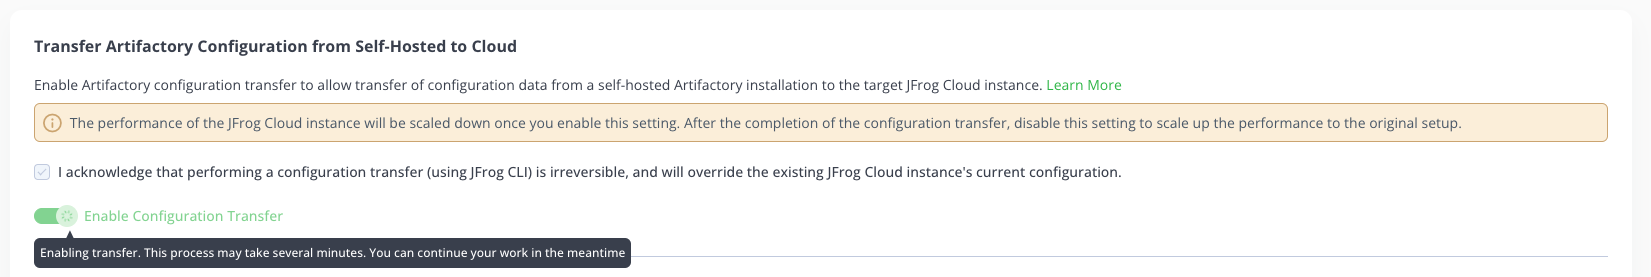 Transfer Artifactory Configuration from Self-Hosted to Cloud
Enable Artifactory configuration transfer to allow transfer of configuration data from a self-hosted Artifactory installation to the target JFrog Cloud instance. Learn More
The performance of the JFrog Cloud instance will be scaled down once you enable this setting. After the completion of the configuration transfer, disable this setting to scale up the performance to the original setup.
I acknowledge that performing a configuration transfer (using JFrog CLI) is irreversible, and will override the existing JFrog Cloud instance's current configuration.
Enable Configuration Transfer
Enabling transfer. This process may take several minutes. You can continue your work in the meantime